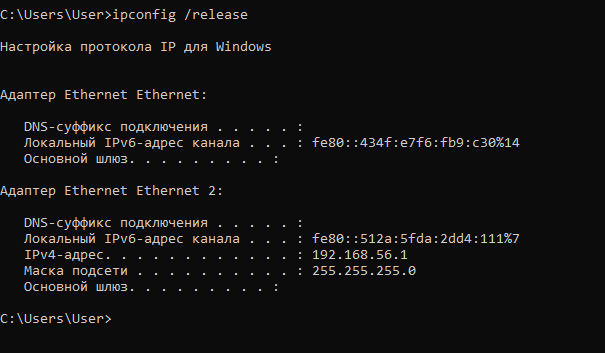 C:\Users\User>ipconfig /release
Настройка протокола IP для Windows
Адаптер Ethernet Ethernet:
DNS-суффикс подключения . . . . . :
Локальный IPv6-адрес канала . . . : fe80::434f:e7f6:fb9:c30%14
Основной шлюз. . . . . . . . . :
Адаптер Ethernet Ethernet 2:
DNS-суффикс подключения . . . . . :
Локальный IPv6-адрес канала . . . : fe80::512a:5fda:2dd4:111%7
IPv4-адрес. . . . . . . . . . . . : 192.168.56.1
Маска подсети . . . . . . . . . . : 255.255.255.0
Основной шлюз. . . . . . . . . :
C:\Users\User>